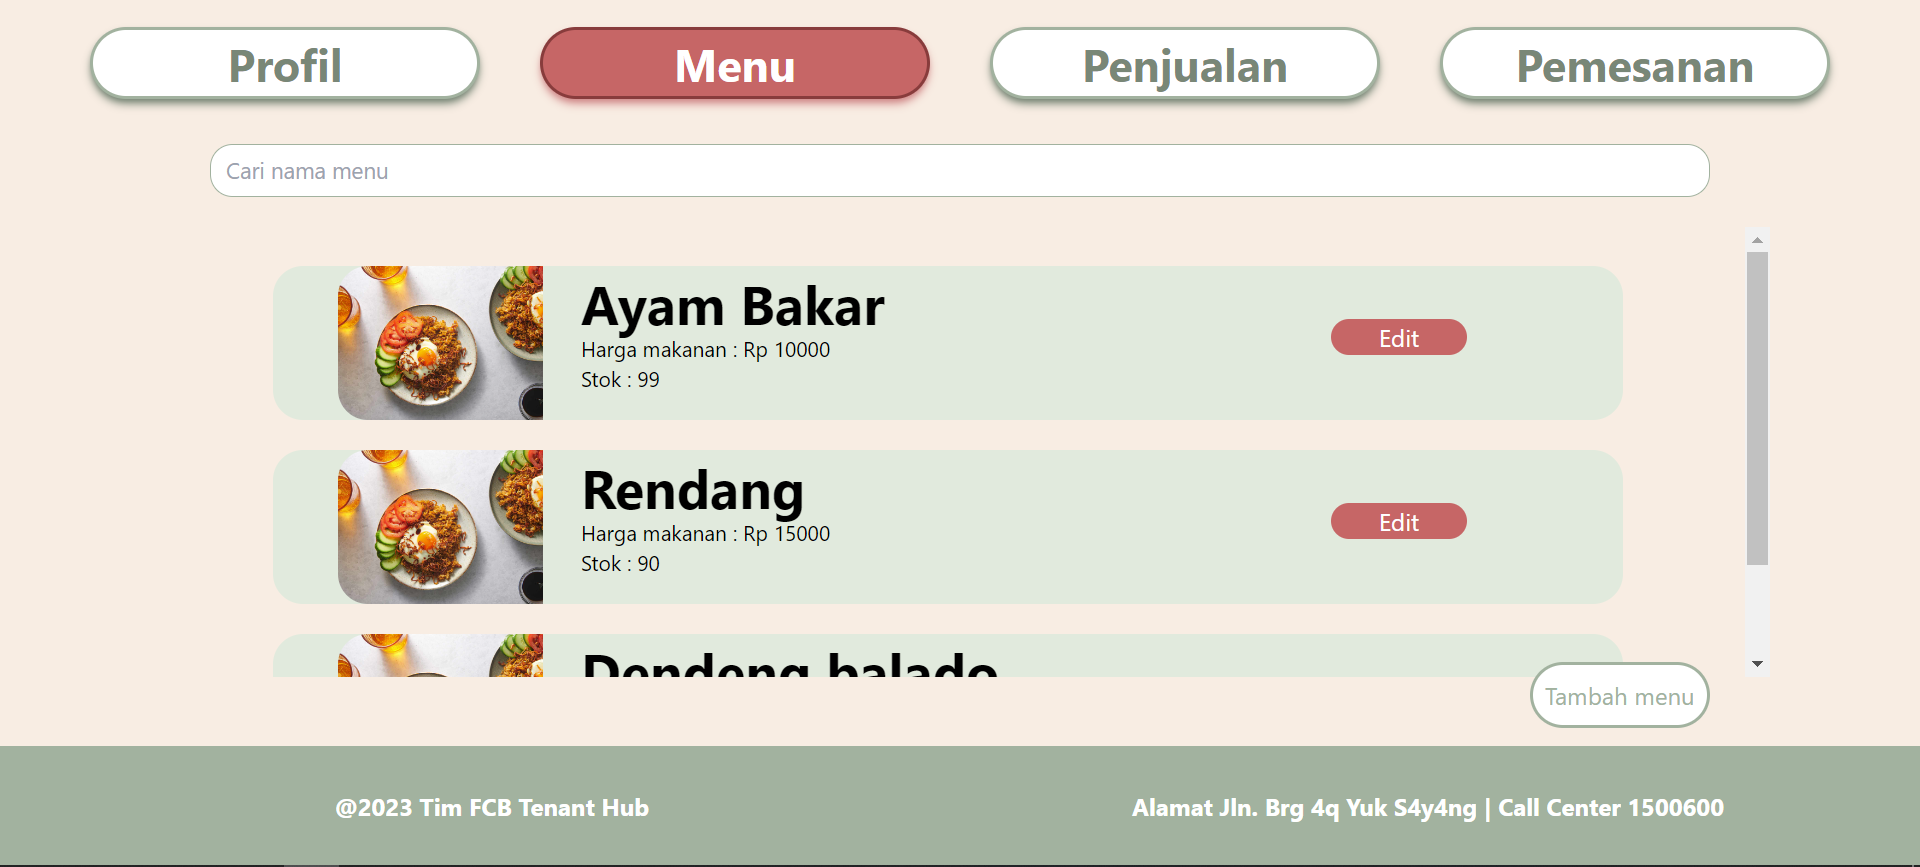 Profil
Menu
Penjualan
Pemesanan
Cari nama menu
Ayam Bakar
Harga makanan : Rp 10000
Stok : 99
Edit
Rendang
Harga makanan : Rp 15000
Stok : 90
Edit
Dendeng balado
Tambah menu
@2023 Tim FCB Tenant Hub
Alamat Jln. Brg 4q Yuk S4y4ng | Call Center 1500600